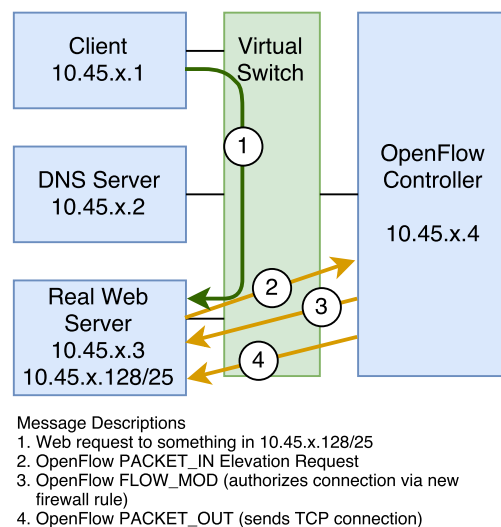 Client
10.45.x.1
Virtual
Switch
1
DNS Server
10.45.x.2
OpenFlow
Controller
10.45.x.4
Real Web
Server
10.45.x.3
10.45.x.128/25
2
3
4
Message Descriptions
1. Web request to something in 10.45.x.128/25
2. OpenFlow PACKET_IN Elevation Request
3. OpenFlow FLOW_MOD (authorizes connection via new
firewall rule)
4. OpenFlow PACKET_OUT (sends TCP connection)